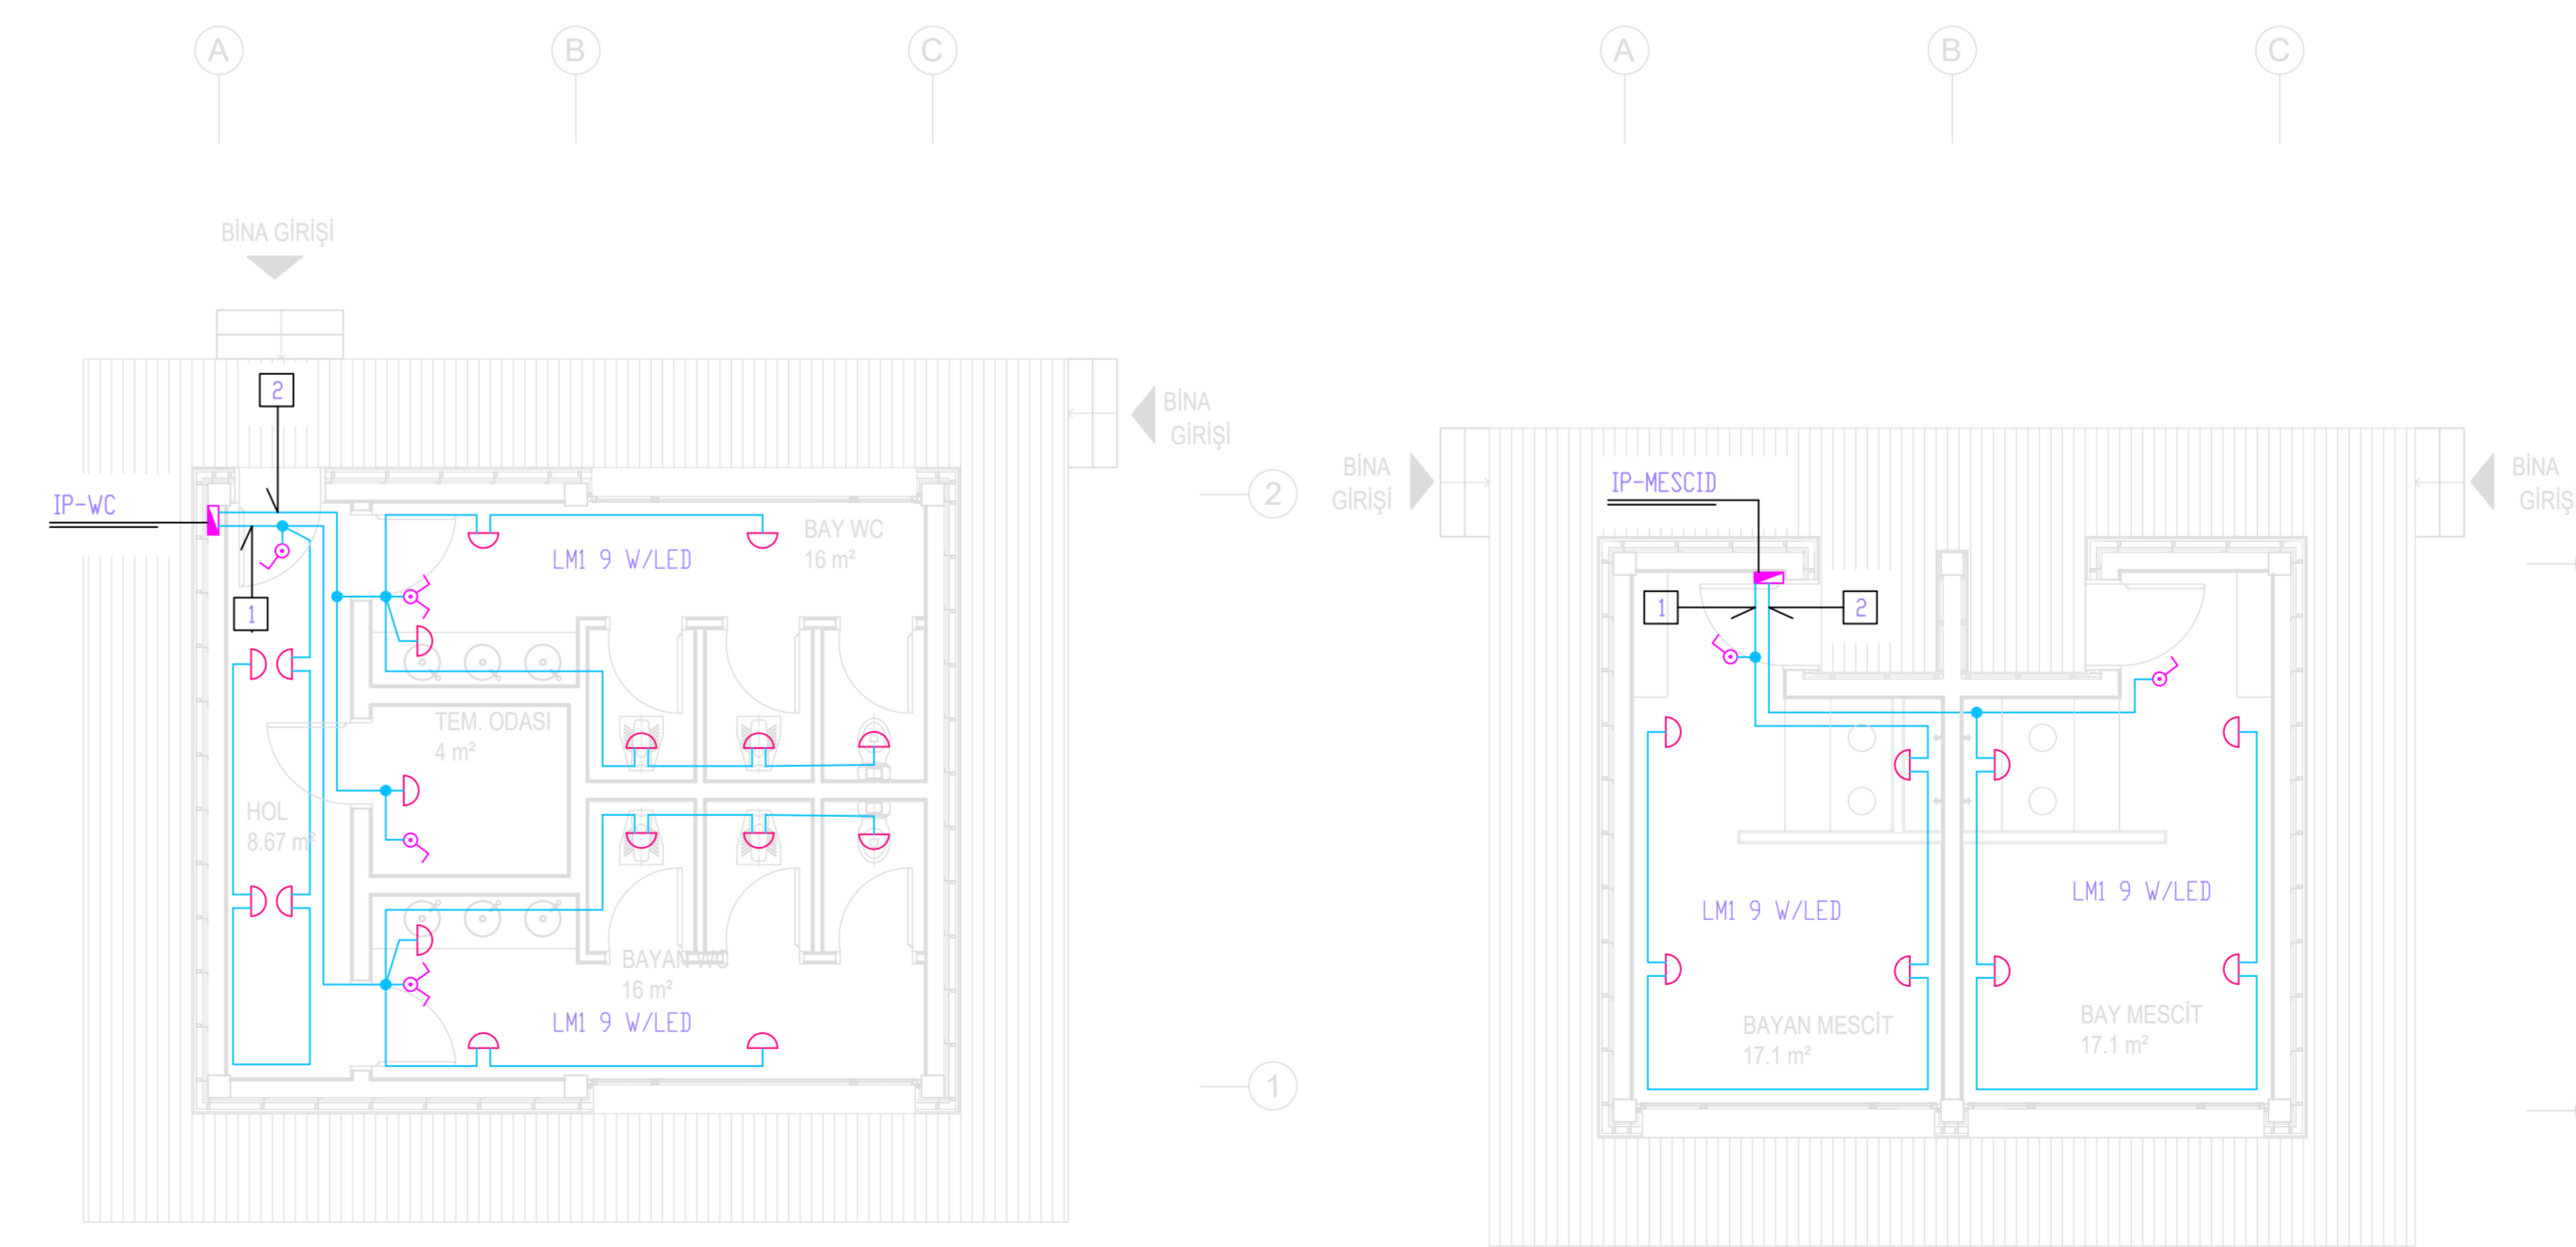 A
B
C
A
B
C
BİNA GİRİŞİ
2
BİNA
GİRİŞİ
BİNA
GİRİŞİ
BİNA
GİRİŞ
IP-WC
IP-MESCID
2
BAY WC
16 m²
LM1 9 W/LED
1
1
2
TEM. ODASI
4 m²
HOL
8.67 m²
LM1 9 W/LED
LM1 9 W/LED
BAYAN WC
16 m²
LM1 9 W/LED
BAYAN MESCİT
17.1 m²
BAY MESCİT
17.1 m²
1